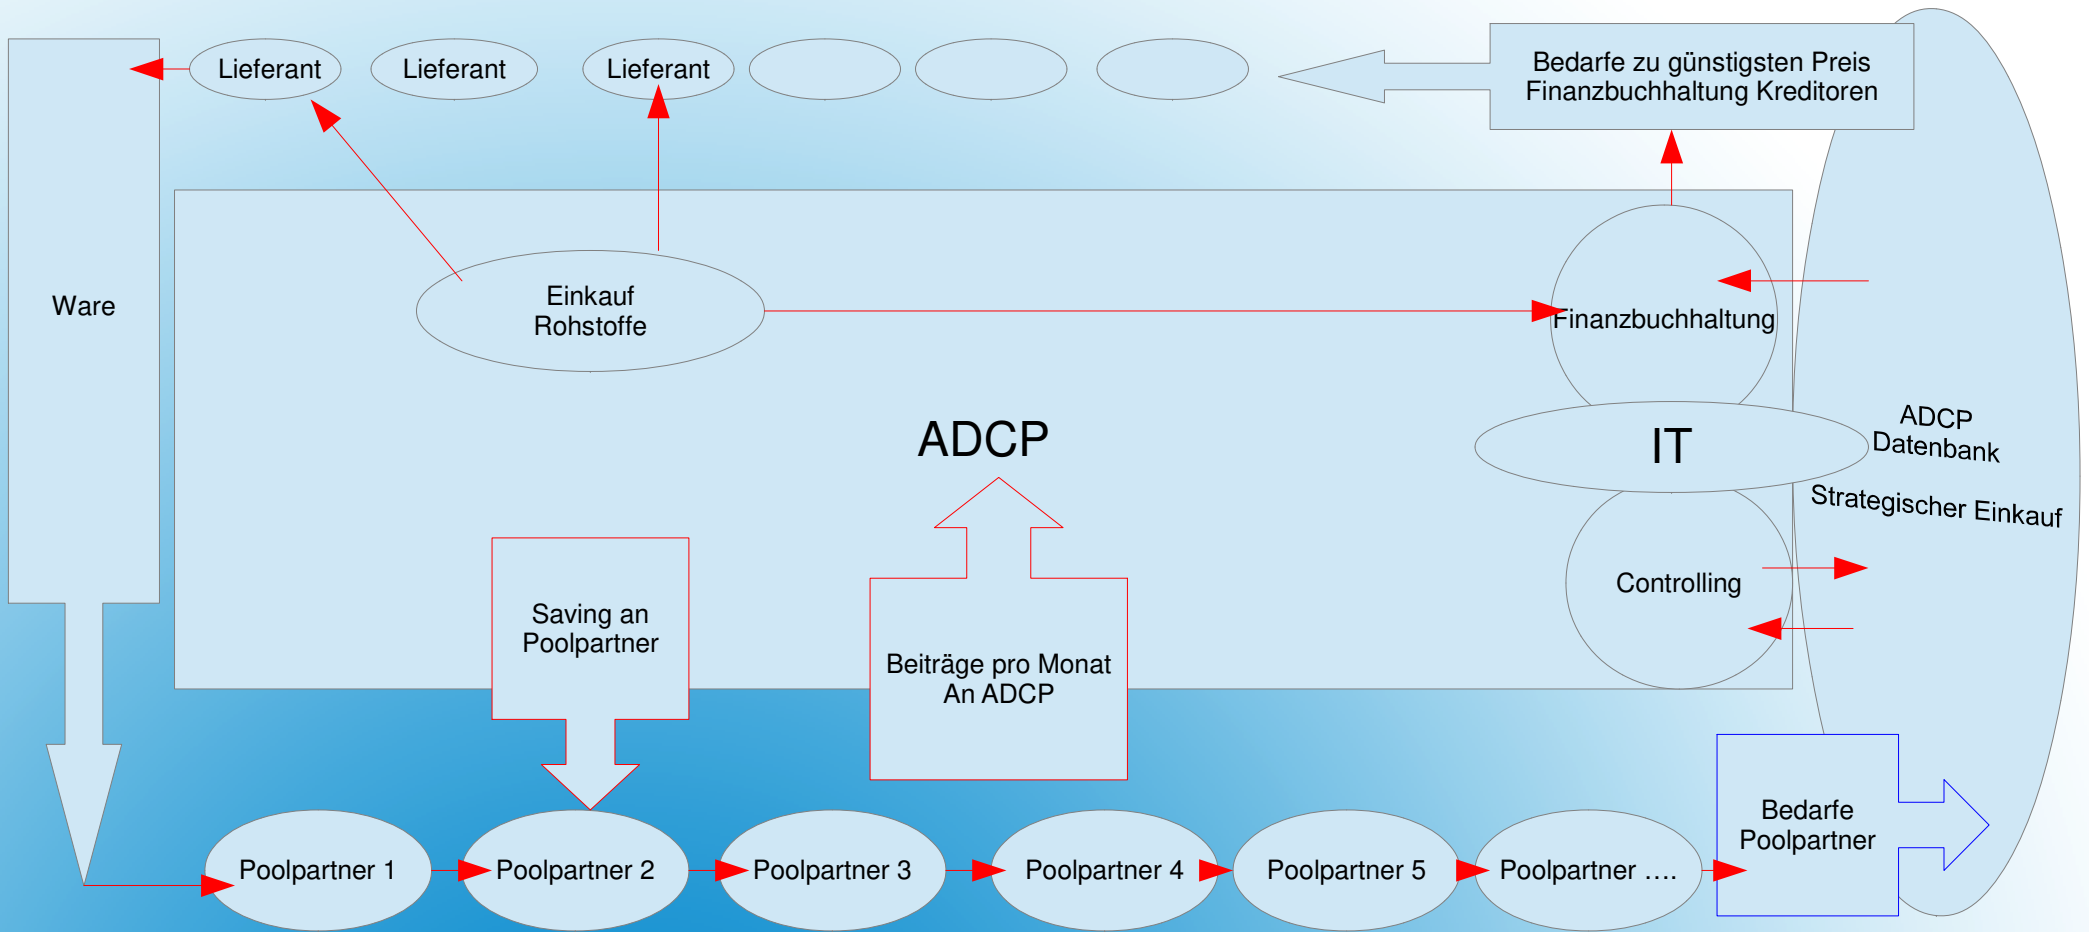 Lieferant
Lieferant
Lieferant
Bedarfe zu günstigsten Preis
Finanzbuchhaltung Kreditoren
Ware
Einkauf
Rohstoffe
Finanzbuchhaltung
ADCP
IT
ADCP
Datenbank
Strategischer Einkauf
Controlling
Saving an
Poolpartner
Beiträge pro Monat
An ADCP
Bedarfe
Poolpartner
Poolpartner 1
Poolpartner 2
Poolpartner 3
Poolpartner 4
Poolpartner 5
Poolpartner ....